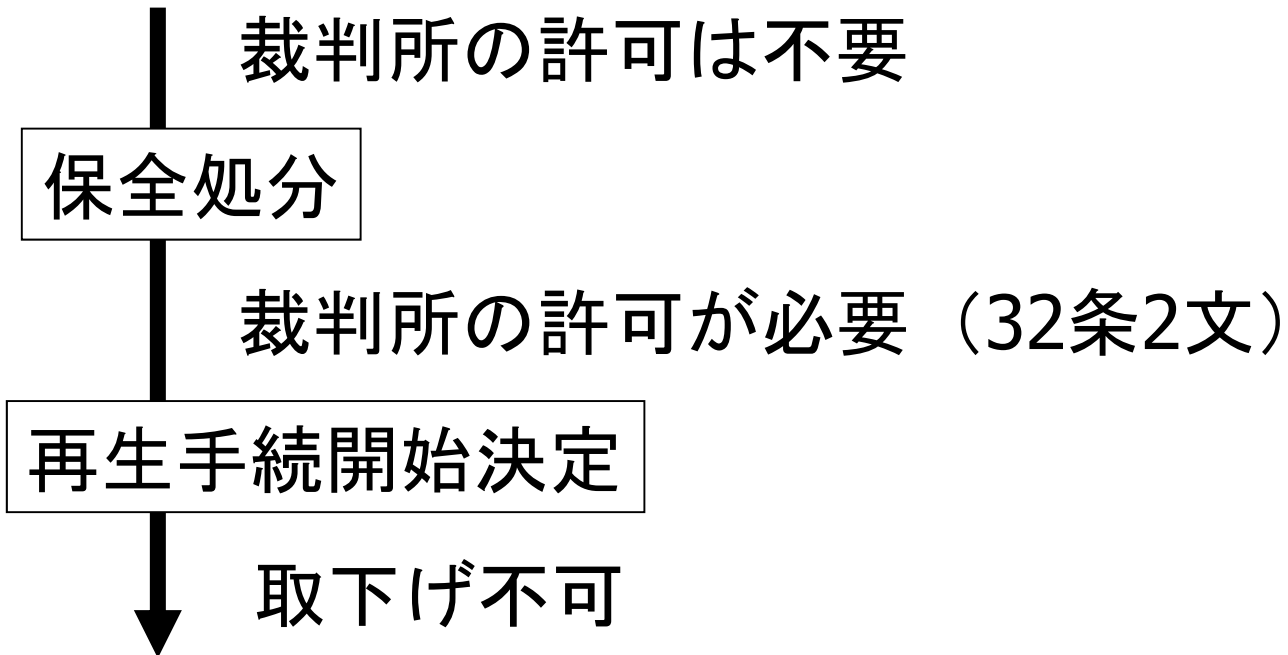 裁判所の許可は不要
保全処分
裁判所の許可が必要（32条2文）
再生手続開始決定
取下げ不可